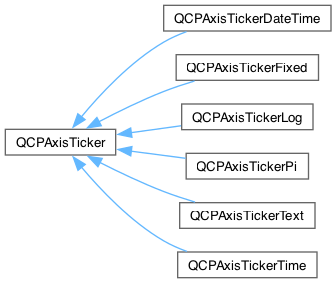 QCPAxisTickerDateTime
QCPAxisTickerFixed
QCPAxisTickerLog
QCPAxisTicker
QCPAxisTickerPi
QCPAxisTickerText
QCPAxisTickerTime